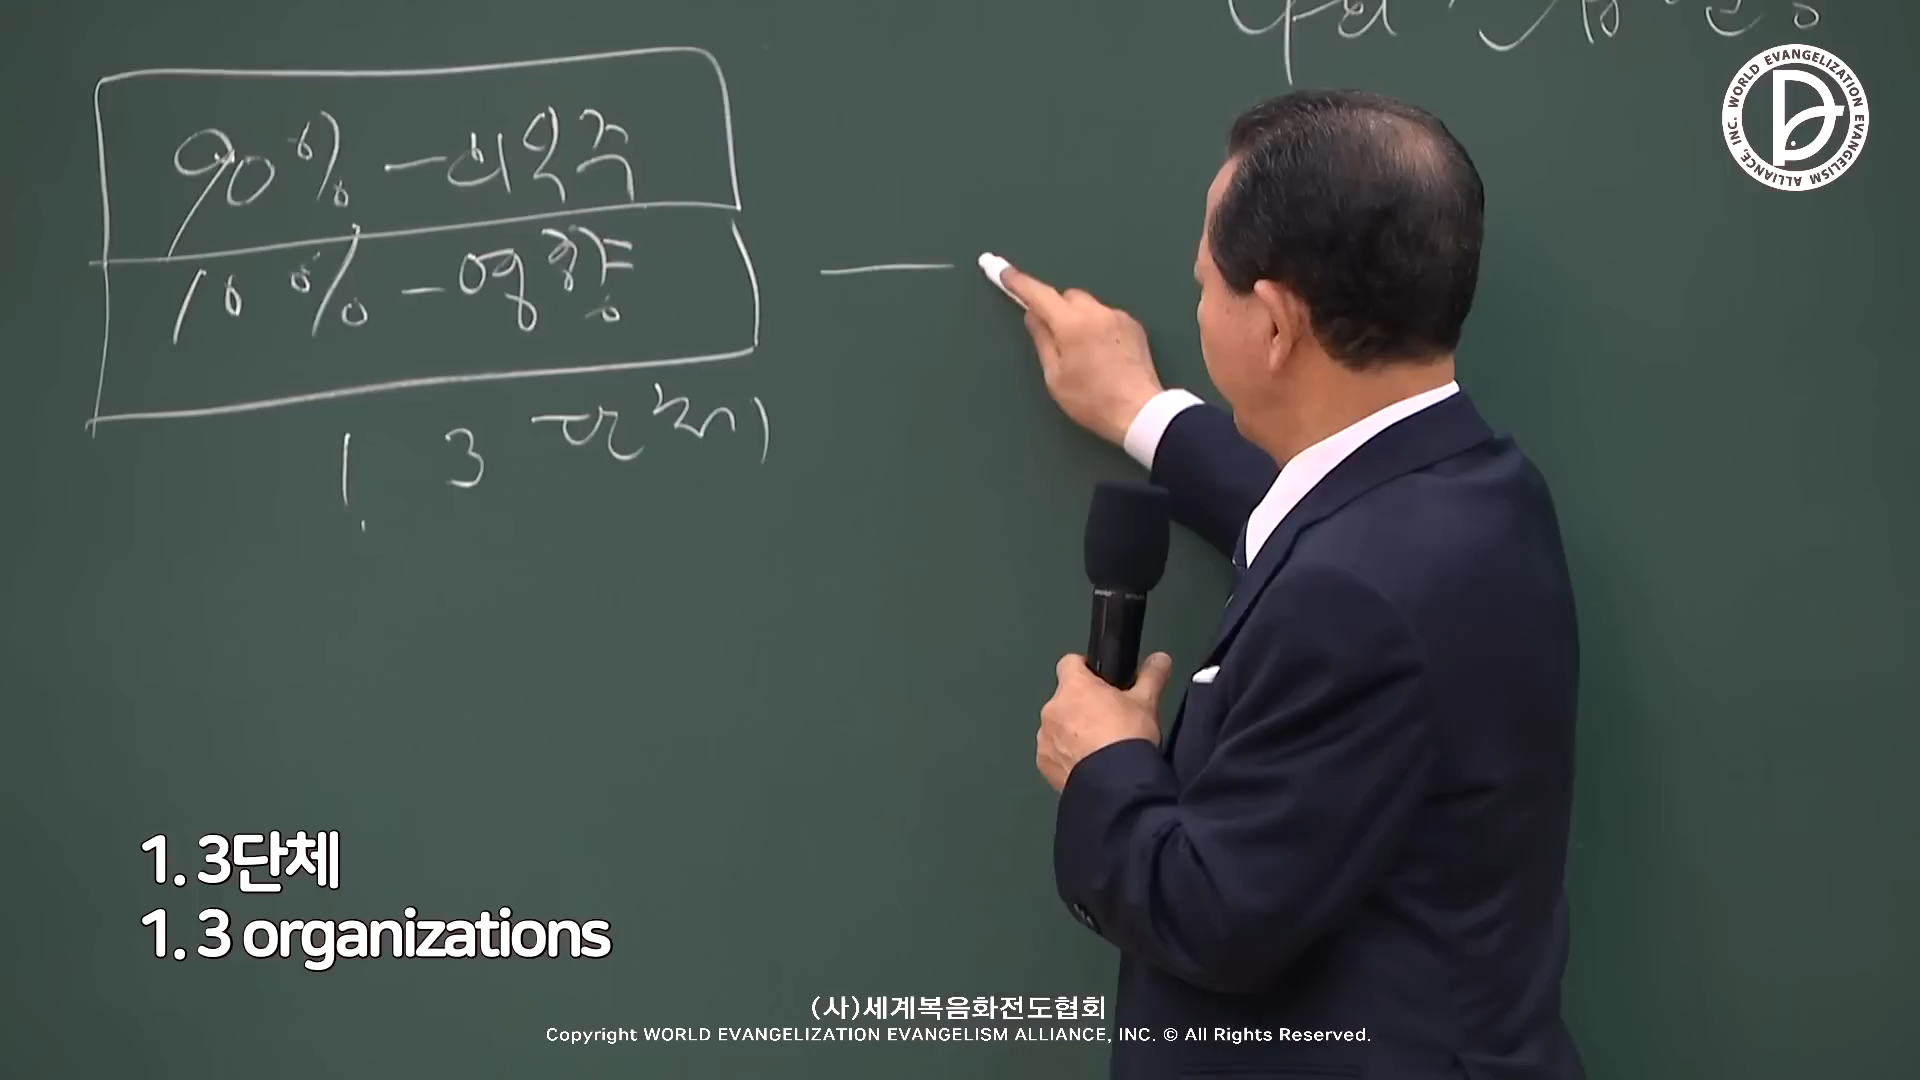 WORLD EVANGELIZATION EVANGELISM ALLIANCE, INC.
90% - 비완주
10% - 영향
1. 3 단체
1. 3단체
1. 3 organizations
(사)세계복음화전도협회
Copyright WORLD EVANGELIZATION EVANGELISM ALLIANCE, INC. © All Rights Reserved.